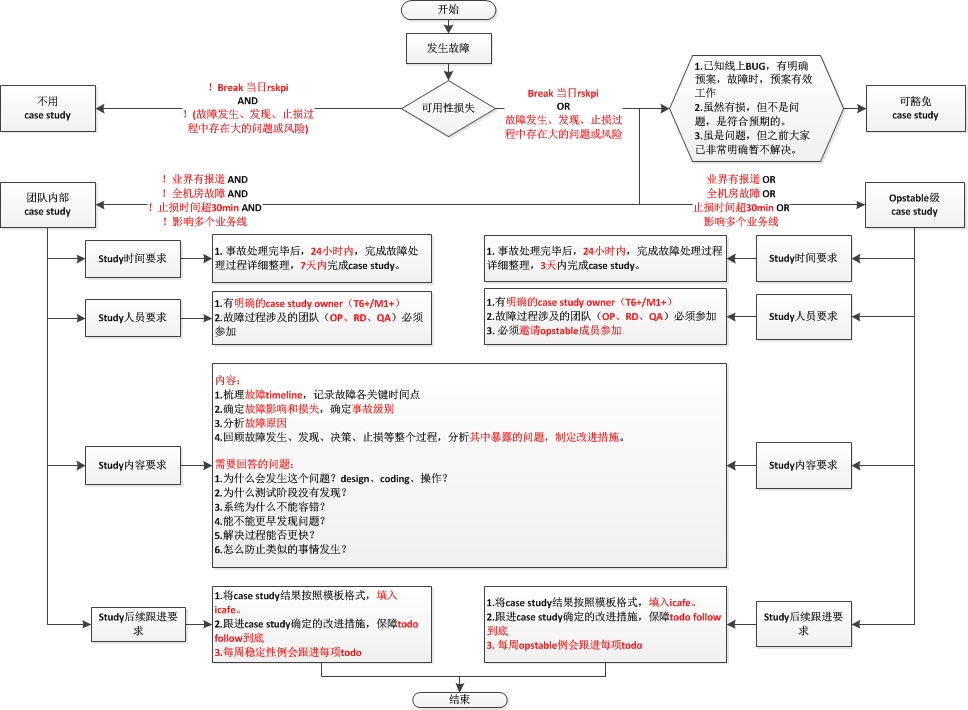 开始
发生故障
可用性损失
！Break 当日rskpi
AND
！(故障发生、发现、止损过
程中存在大的问题或风险)
不用
case study
Break 当日rskpi
OR
故障发生、发现、止损过
程中存在大的问题或风险
1.已知线上BUG，有明确
预案，故障时，预案有效
工作
2.虽然有损，但不是问
题，是符合预期的。
3.虽是问题，但之前大家
已非常明确暂不解决。
可豁免
case study
团队内部
case study
！业界有报道 AND
！全机房故障 AND
！止损时间超30min AND
！影响多个业务线
业界有报道 OR
全机房故障 OR
止损时间超30min OR
影响多个业务线
Opstable级
case study
Study时间要求
1. 事故处理完毕后，24小时内，完成故障处
理过程详细整理，7天内完成case study。
1. 事故处理完毕后，24小时内，完成故障处理过程
详细整理，3天内完成case study。
Study时间要求
Study人员要求
1.有明确的case study owner（T6+/M1+）
2.故障过程涉及的团队（OP、RD、QA）必须
参加
1.有明确的case study owner（T6+/M1+）
2.故障过程涉及的团队（OP、RD、QA）必须参加
3. 必须邀请opstable成员参加
Study人员要求
Study内容要求
内容：
1.梳理故障timeline，记录故障各关键时间点
2.确定故障影响和损失，确定事故级别
3.分析故障原因
4.回顾故障发生、发现、决策、止损等整个过程，分析其中暴露的问题，制定改进措施。
需要回答的问题：
1.为什么会发生这个问题？design、coding、操作？
2.为什么测试阶段没有发现？
3.系统为什么不能容错？
4.能不能更早发现问题？
5.解决过程能否更快？
6.怎么防止类似的事情发生？
Study内容要求
Study后续跟进要
求
1.将case study结果按照模板格式，填入
icafe。
2.跟进case study确定的改进措施，保障todo
follow到底
3.每周稳定性例会跟进每项todo
1.将case study结果按照模板格式，填入icafe。
2.跟进case study确定的改进措施，保障todo follow
到底
3. 每周opstable例会跟进每项todo
Study后续跟进要
求
结束